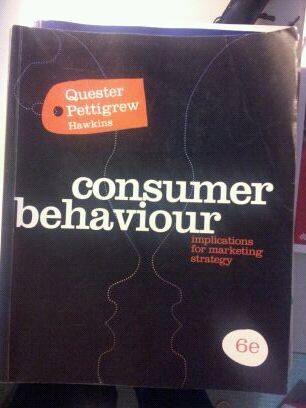 Quester
Pettigrew
Hawkins
consumer
behaviour
implications
for marketing
strategy
6e